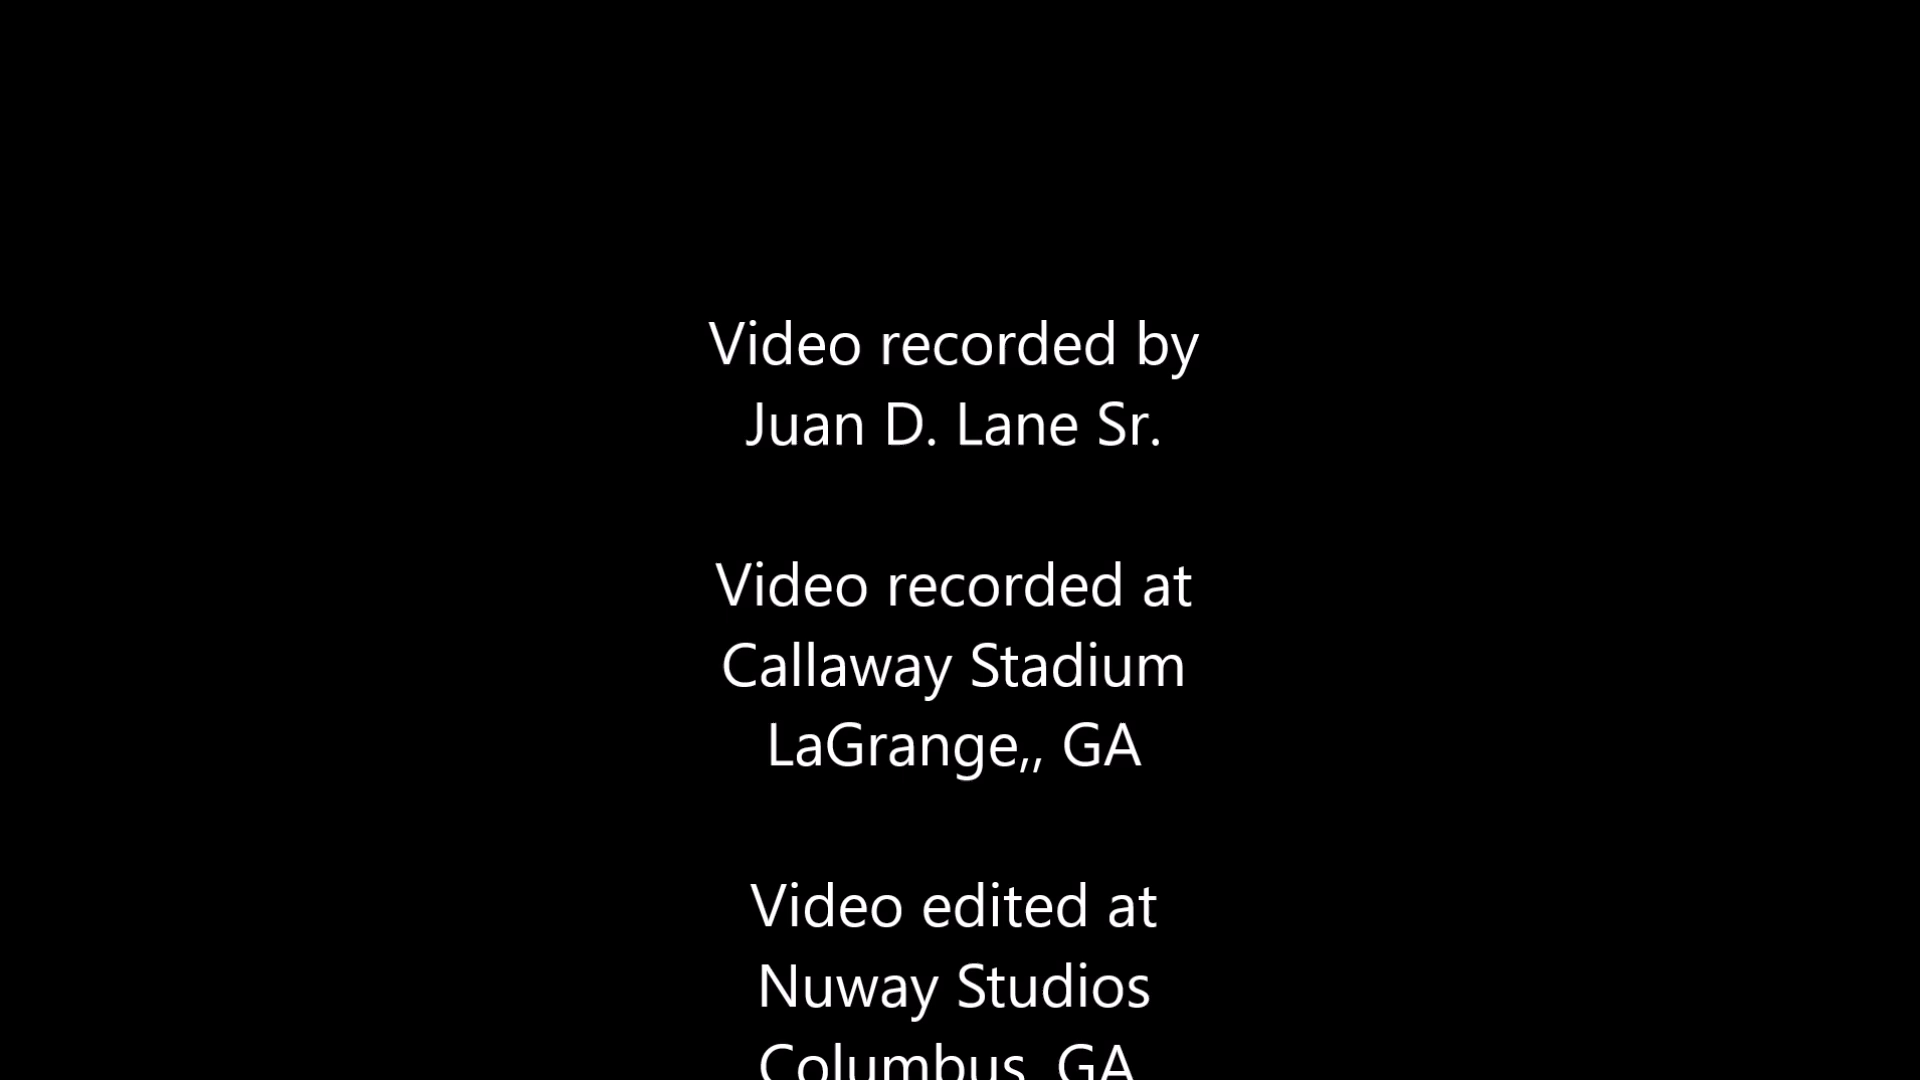 Video recorded by
Juan D. Lane Sr.
Video recorded at
Callaway Stadium
LaGrange,, GA
Video edited at
Nuway Studios
Columbus, GA